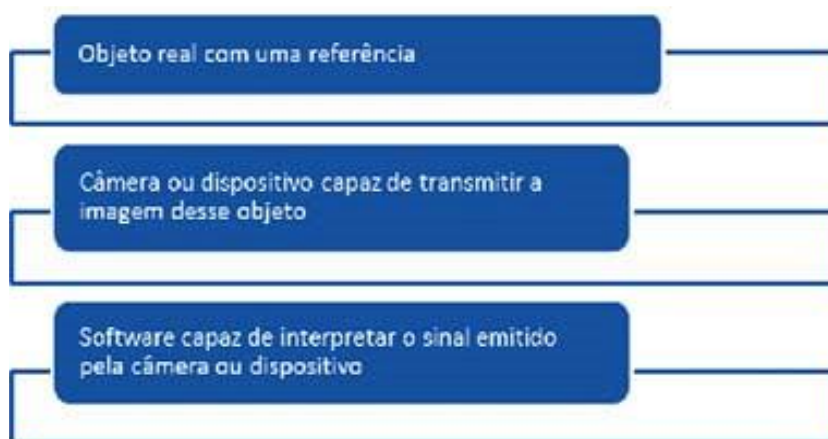 Objeto real com uma referência
Câmera ou dispositivo capaz de transmitir a
imagem desse objeto
Software capaz de interpretar o sinal emitido
pela câmera ou dispositivo